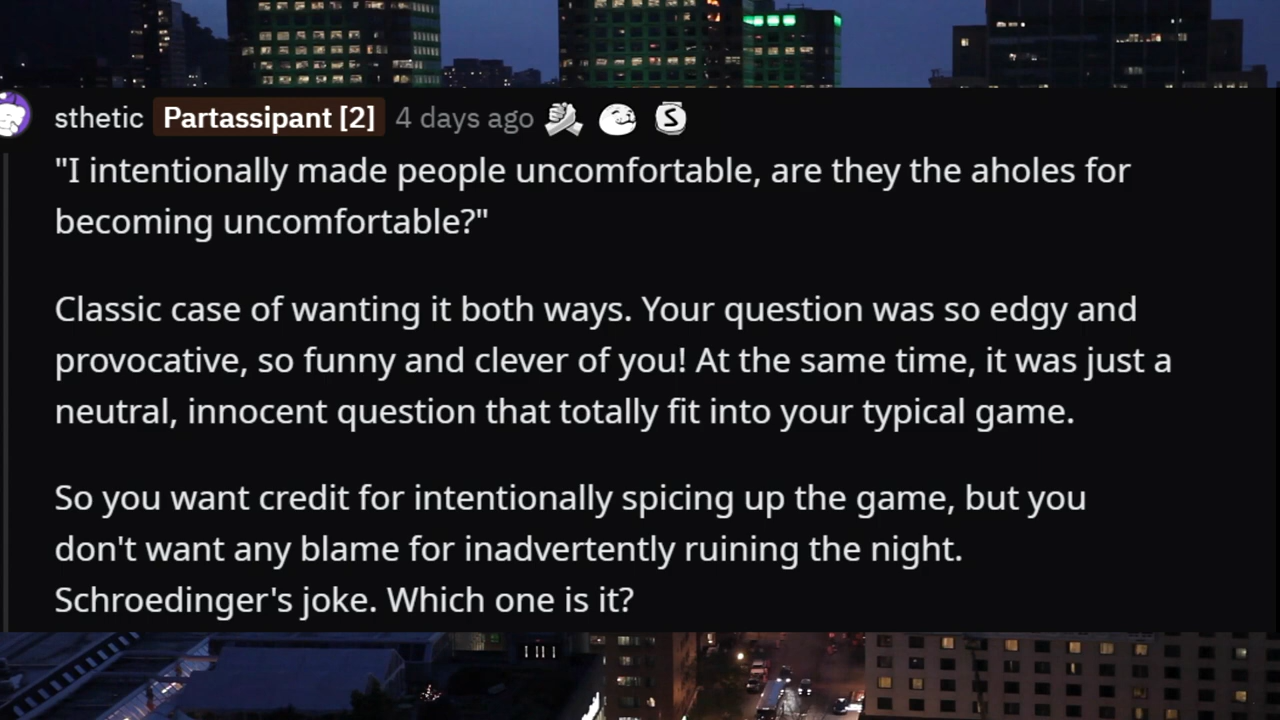 sthetic Partassipant [2] 4 days ago
"I intentionally made people uncomfortable, are they the aholes for
becoming uncomfortable?"
Classic case of wanting it both ways. Your question was so edgy and
provocative, so funny and clever of you! At the same time, it was just a
neutral, innocent question that totally fit into your typical game.
So you want credit for intentionally spicing up the game, but you
don't want any blame for inadvertently ruining the night.
Schroedinger's joke. Which one is it?